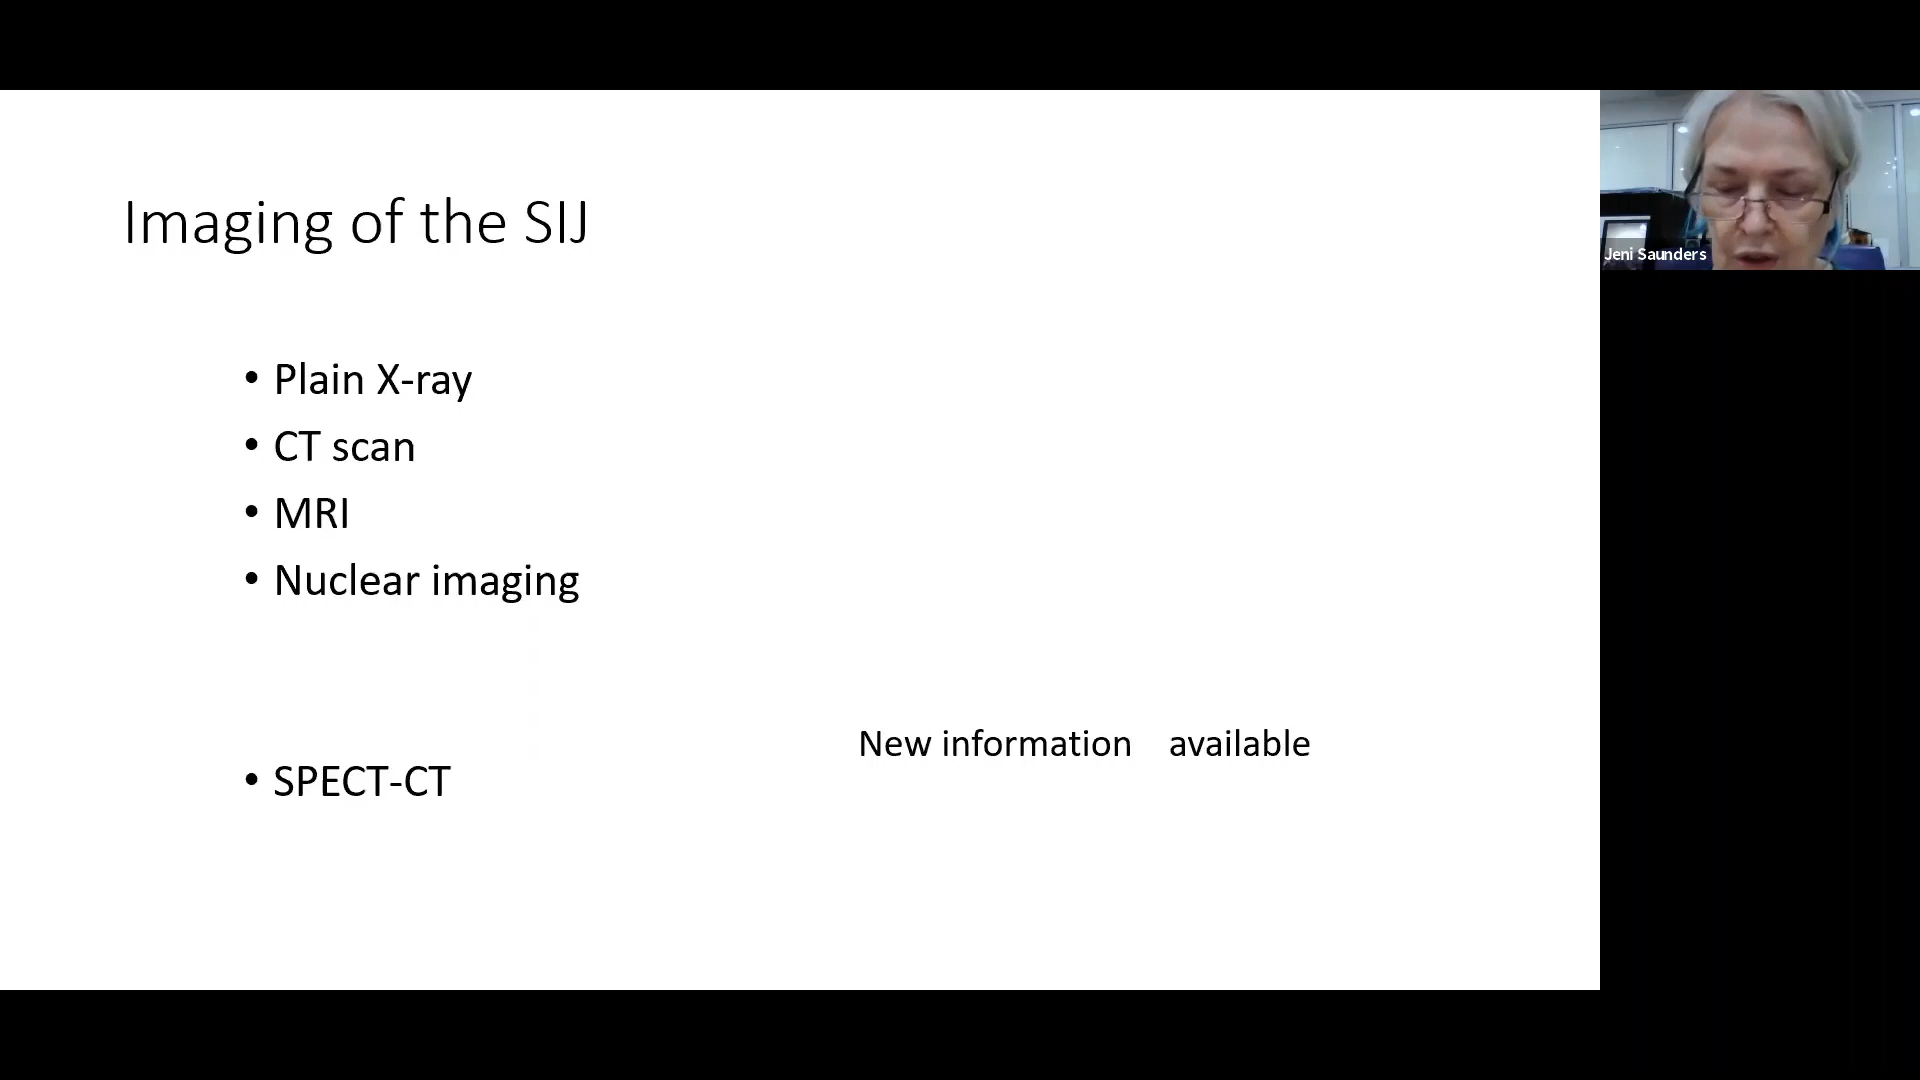 Imaging of the SIJ
• Plain X-ray
• CT scan
• MRI
• Nuclear imaging
New information available
• SPECT-CT
Jeni Saunders